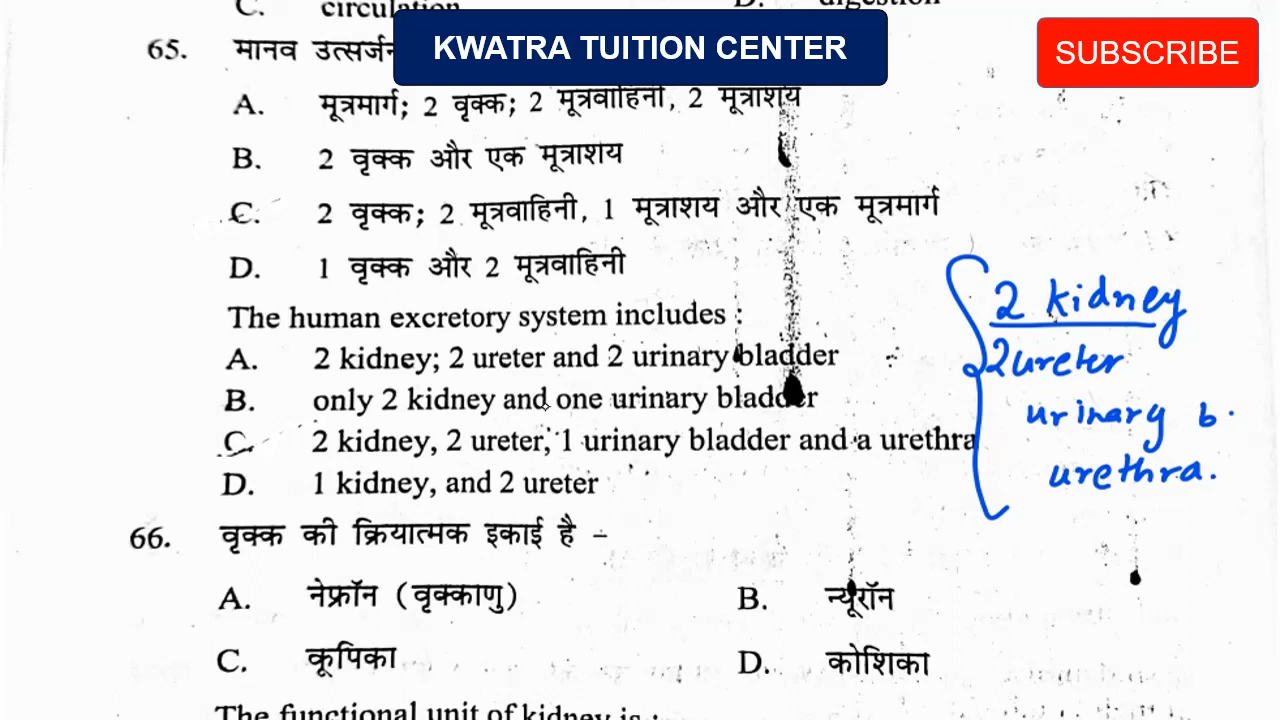 C. circulation D. digestion
KWATRA TUITION CENTER
SUBSCRIBE
65. मानव उत्सर्जन
A. मूत्रमार्ग; 2 वृक्क; 2 मूत्रवाहिनी, 2 मूत्राशय
B. 2 वृक्क और एक मूत्राशय
C. 2 वृक्क; 2 मूत्रवाहिनी, 1 मूत्राशय और एक मूत्रमार्ग
D. 1 वृक्क और 2 मूत्रवाहिनी
The human excretory system includes :
A. 2 kidney; 2 ureter and 2 urinary bladder
B. only 2 kidney and one urinary bladder
C. 2 kidney, 2 ureter, 1 urinary bladder and a urethra
D. 1 kidney, and 2 ureter
2 kidney
2 ureter
urinary b.
urethra.
66. वृक्क की क्रियात्मक इकाई है –
A. नेफ्रॉन (वृक्काणु) B. न्यूरॉन
C. कूपिका D. कोशिका
The functional unit of kidney is :